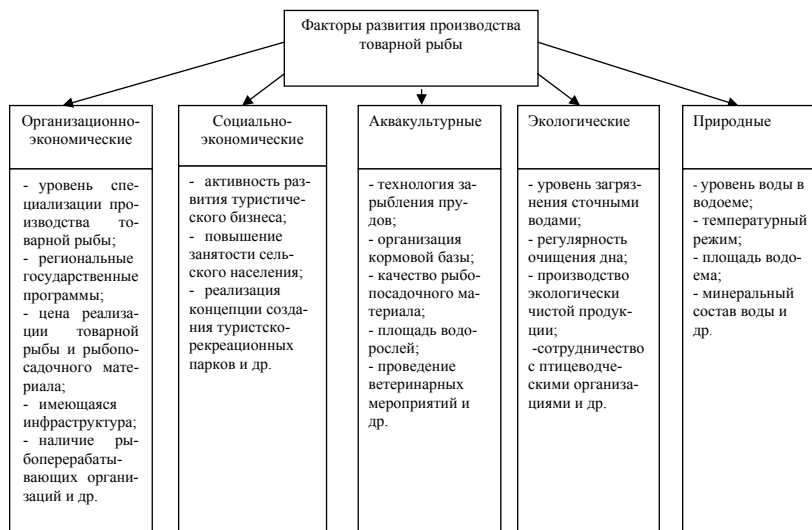 Факторы развития производства
товарной рыбы
Организационно-
экономические
- уровень спе-
циализации про-
изводства то-
варной рыбы;
- региональные
государственные
программы;
- цена реализа-
ции товарной
рыбы и рыбопо-
садочного мате-
риала;
- имеющаяся
инфраструктура;
- наличие ры-
боперерабаты-
вающих органи-
заций и др.
Социально-
экономические
- активность раз-
вития туристиче-
ского бизнеса;
- повышение
занятости сель-
ского населения;
- реализация
концепции созда-
ния туристско-
рекреационных
парков и др.
Аквакультурные
- технология за-
рыбления пру-
дов;
- организация
кормовой базы;
- качество рыбо-
посадочного ма-
териала;
- площадь водо-
рослей;
- проведение
ветеринарных
мероприятий и
др.
Экологические
- уровень загряз-
нения сточными
водами;
- регулярность
очищения дна;
- производство
экологически
чистой продук-
ции;
-сотрудничество
с птицеводче-
скими организа-
циями и др.
Природные
- уровень воды в
водоеме;
- температурный
режим;
- площадь водо-
ема;
- минеральный
состав воды и
др.